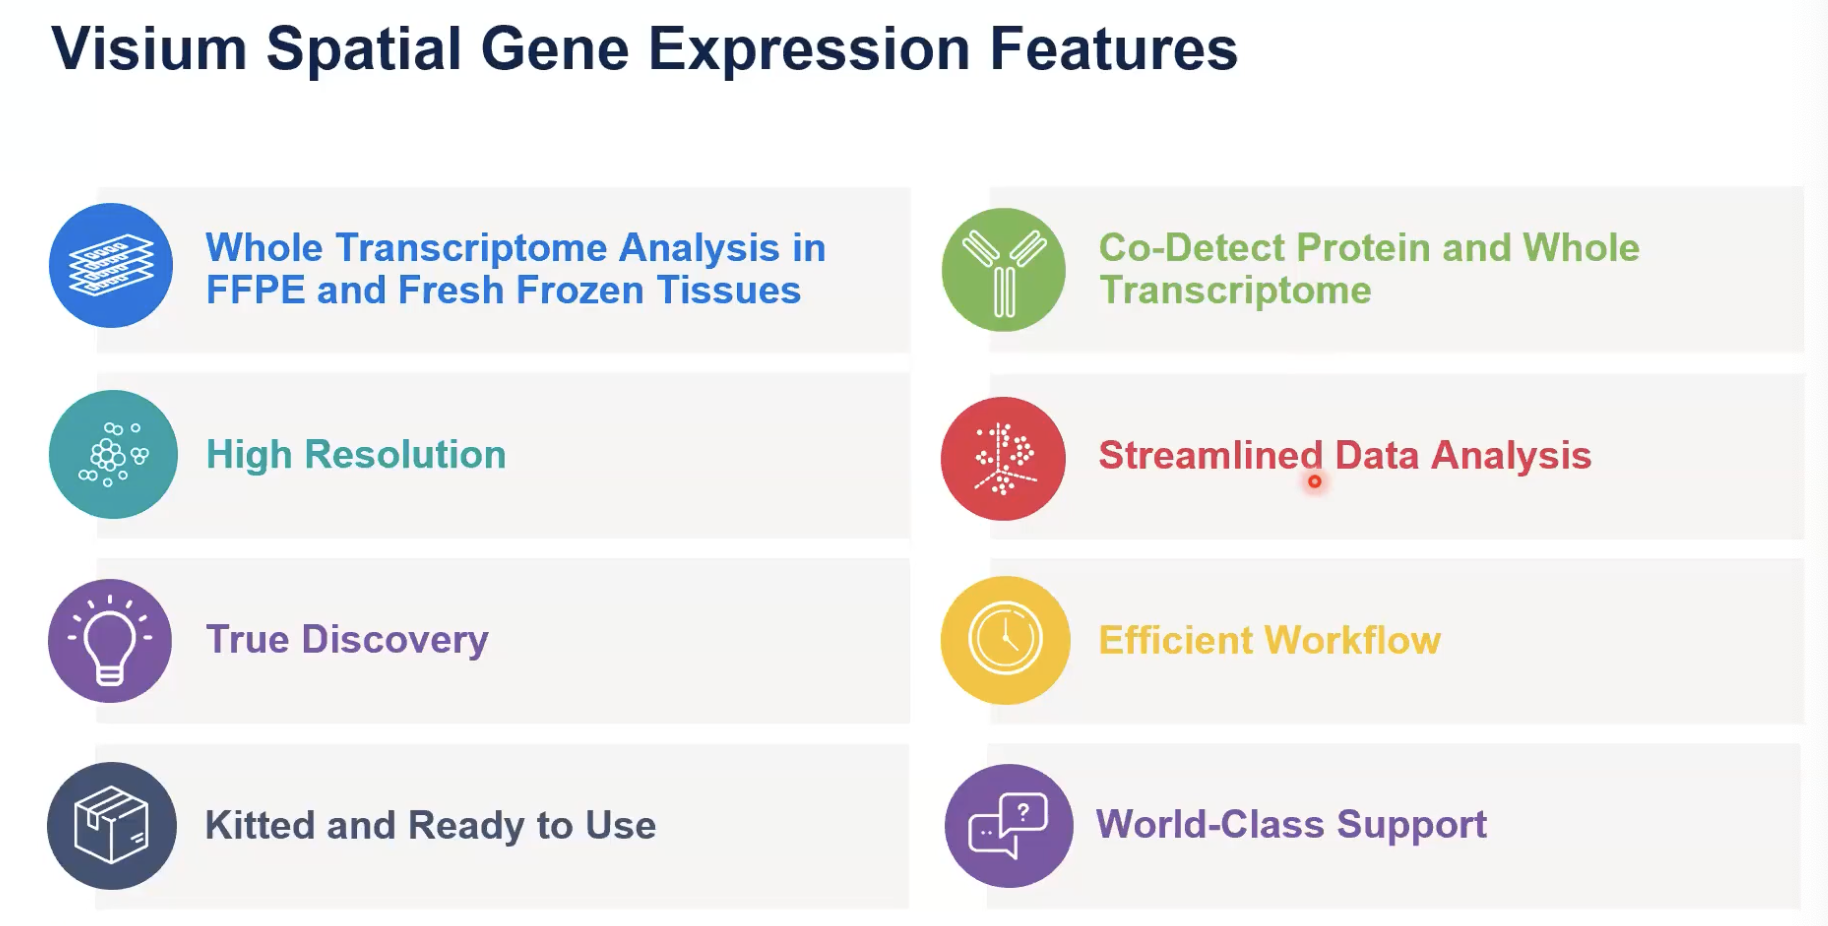 Visium Spatial Gene Expression Features
Whole Transcriptome Analysis in
FFPE and Fresh Frozen Tissues
Co-Detect Protein and Whole
Transcriptome
High Resolution
Streamlined Data Analysis
True Discovery
Efficient Workflow
Kitted and Ready to Use
?
World-Class Support